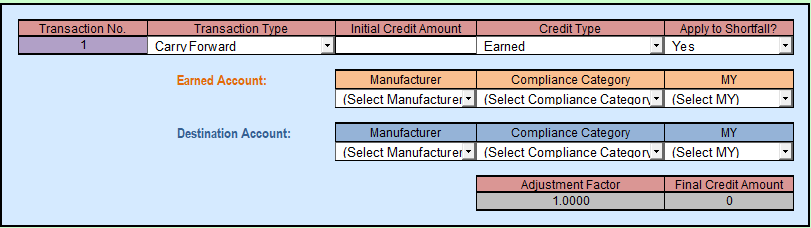 Transaction No. Transaction Type Initial Credit Amount Credit Type Apply to Shortfall?
1 Carry Forward Earned Yes
Earned Account: Manufacturer Compliance Category MY
(Select Manufacturer (Select Compliance Category (Select MY)
Destination Account: Manufacturer Compliance Category MY
(Select Manufacturer (Select Compliance Category (Select MY)
Adjustment Factor Final Credit Amount
1.0000 0